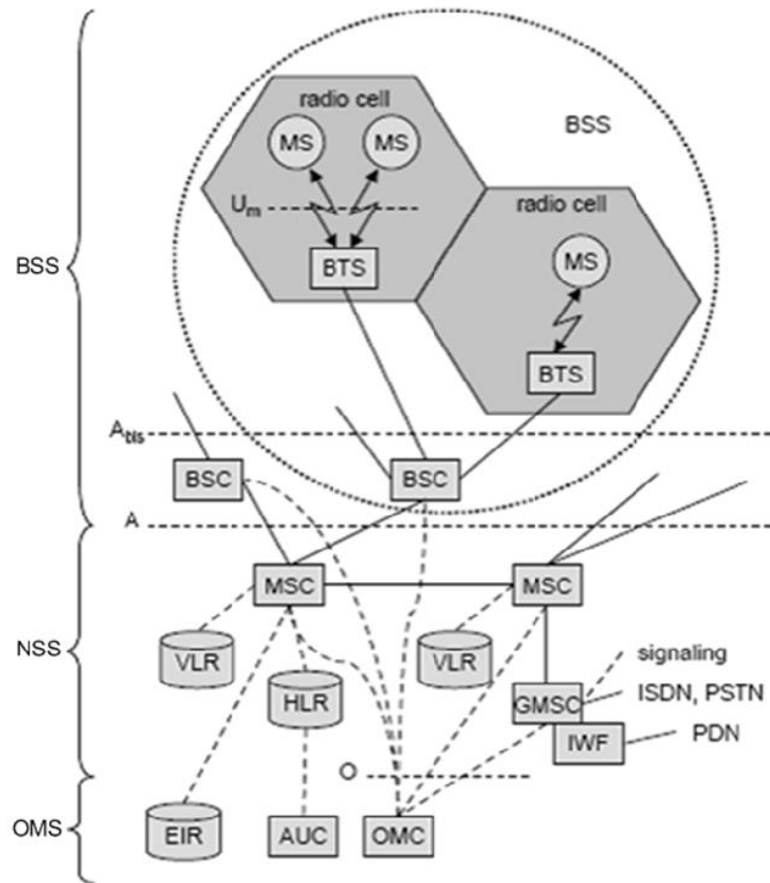 radio cell
BSS
MS MS
radio cell
Um
MS
BSS
BTS
BTS
Abis
BSC BSC
A
MSC MSC
NSS
VLR VLR
signaling
HLR
GMSC
ISDN, PSTN
IWF
PDN
O
OMS
EIR AUC OMC